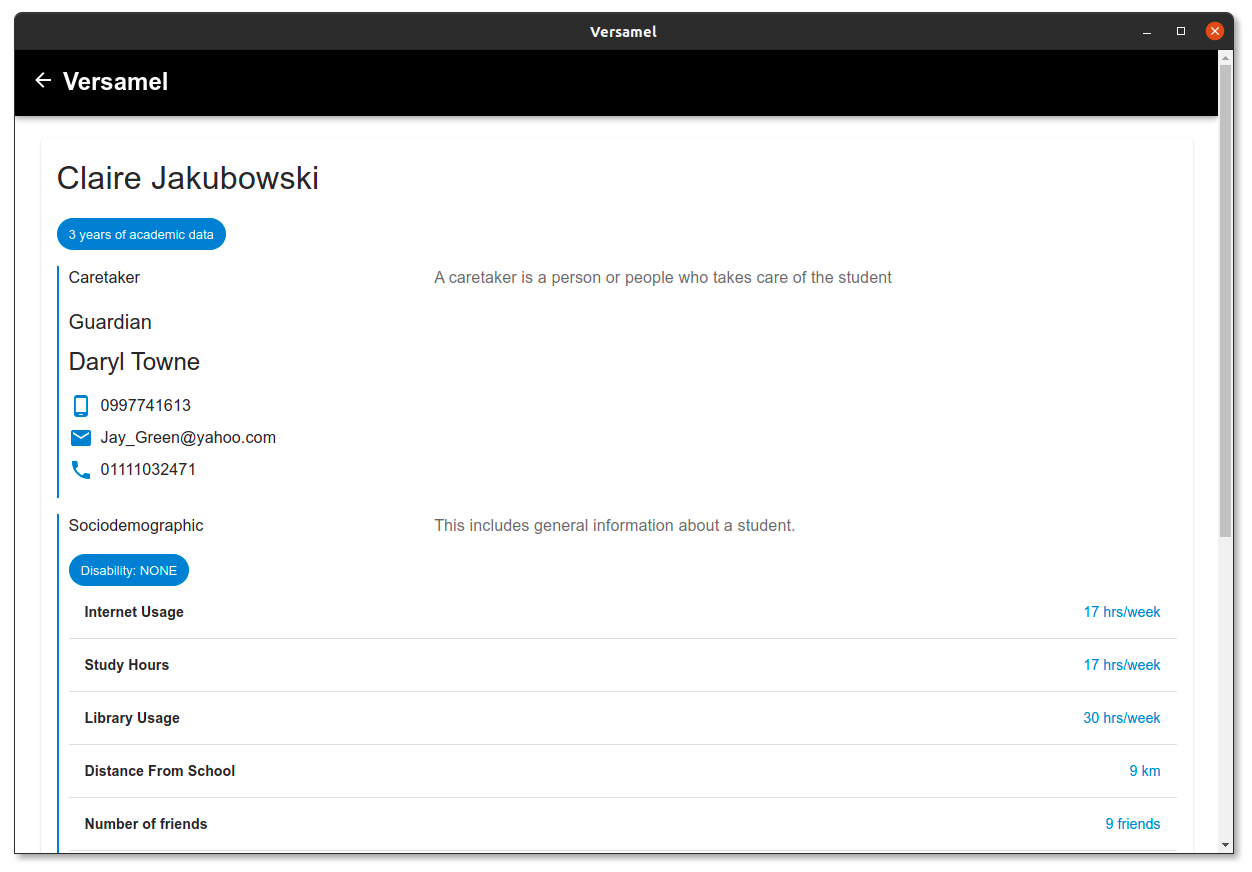 Versamel
Versamel
Claire Jakubowski
3 years of academic data
Caretaker A caretaker is a person or people who takes care of the student
Guardian
Daryl Towne
0997741613
Jay_Green@yahoo.com
01111032471
Sociodemographic This includes general information about a student.
Disability: NONE
Internet Usage 17 hrs/week
Study Hours 17 hrs/week
Library Usage 30 hrs/week
Distance From School 9 km
Number of friends 9 friends